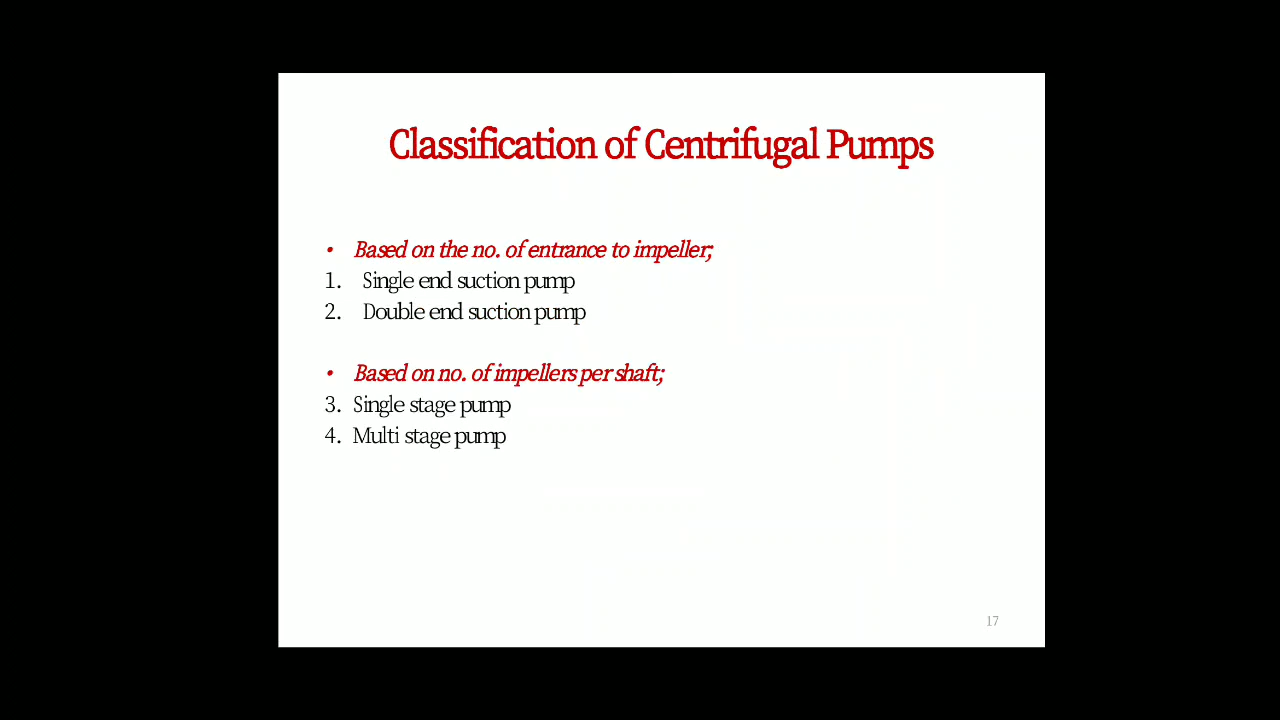 Classification of Centrifugal Pumps
• Based on the no. of entrance to impeller;
1. Single end suction pump
2. Double end suction pump
• Based on no. of impellers per shaft;
3. Single stage pump
4. Multi stage pump
17